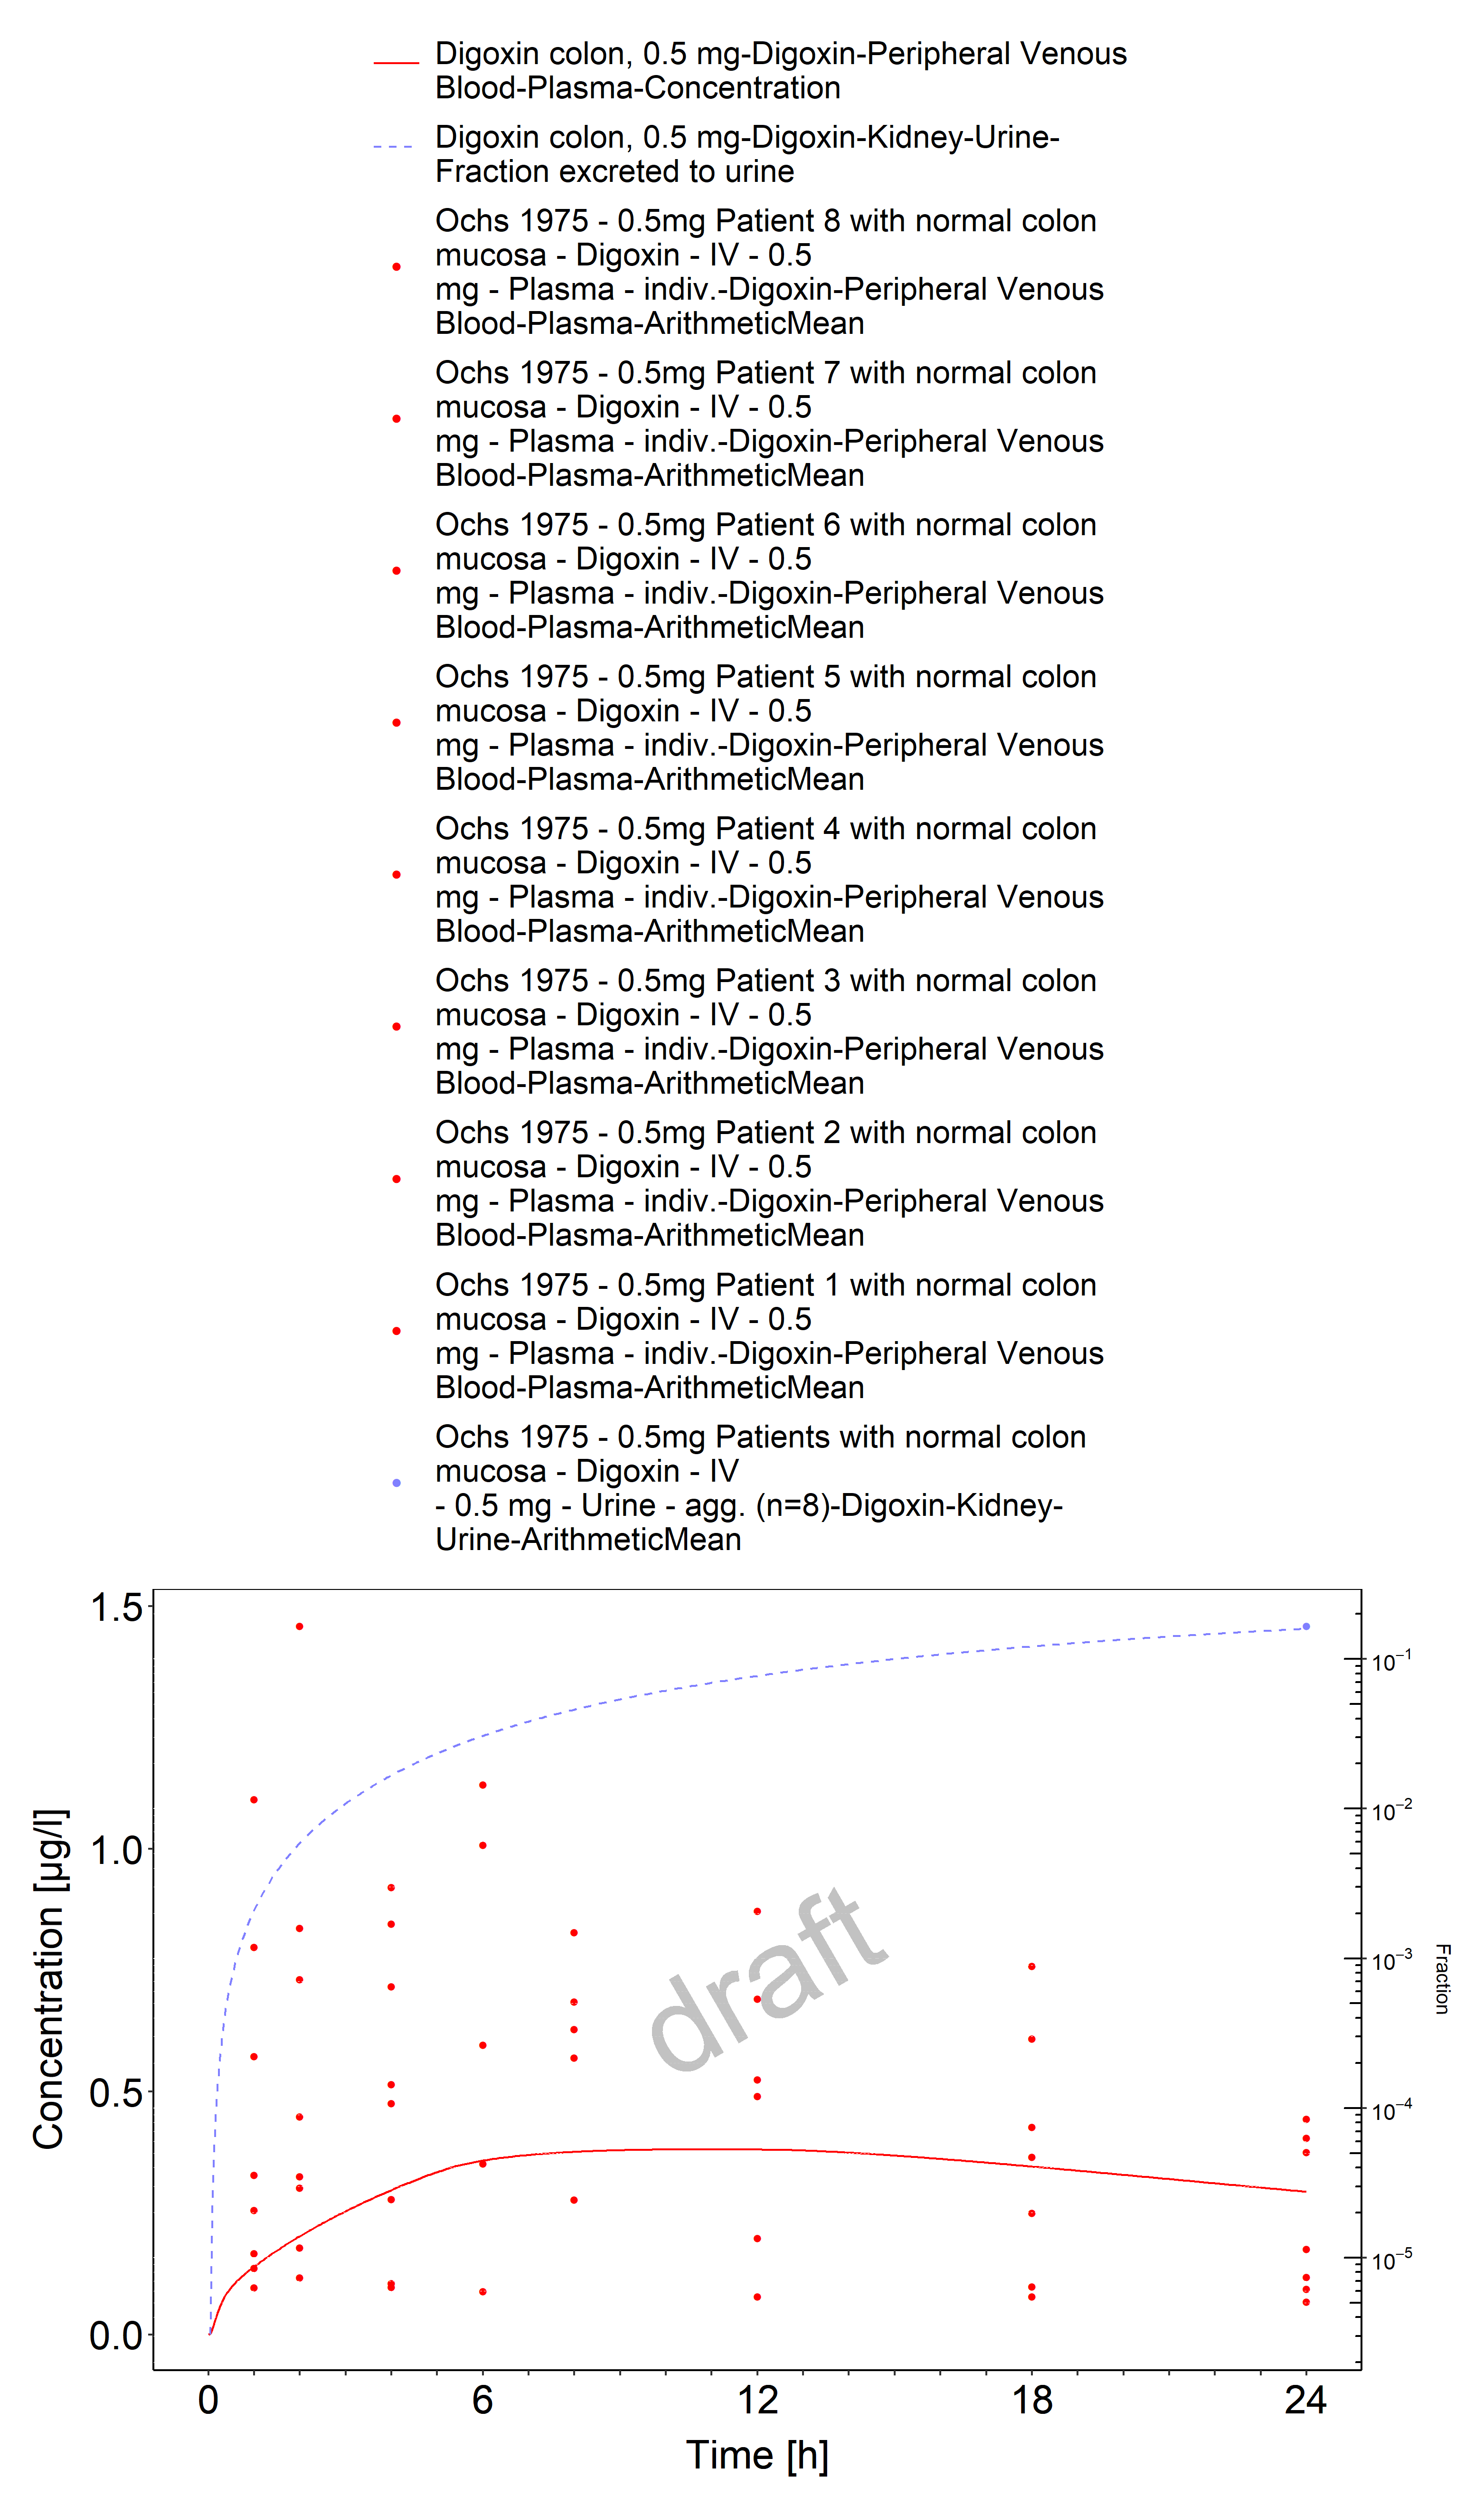 Digoxin colon, 0.5 mg-Digoxin-Peripheral Venous
Blood-Plasma-Concentration
Digoxin colon, 0.5 mg-Digoxin-Kidney-Urine-
Fraction excreted to urine
Ochs 1975 - 0.5mg Patient 8 with normal colon
mucosa - Digoxin - IV - 0.5
mg - Plasma - indiv.-Digoxin-Peripheral Venous
Blood-Plasma-ArithmeticMean
Ochs 1975 - 0.5mg Patient 7 with normal colon
mucosa - Digoxin - IV - 0.5
mg - Plasma - indiv.-Digoxin-Peripheral Venous
Blood-Plasma-ArithmeticMean
Ochs 1975 - 0.5mg Patient 6 with normal colon
mucosa - Digoxin - IV - 0.5
mg - Plasma - indiv.-Digoxin-Peripheral Venous
Blood-Plasma-ArithmeticMean
Ochs 1975 - 0.5mg Patient 5 with normal colon
mucosa - Digoxin - IV - 0.5
mg - Plasma - indiv.-Digoxin-Peripheral Venous
Blood-Plasma-ArithmeticMean
Ochs 1975 - 0.5mg Patient 4 with normal colon
mucosa - Digoxin - IV - 0.5
mg - Plasma - indiv.-Digoxin-Peripheral Venous
Blood-Plasma-ArithmeticMean
Ochs 1975 - 0.5mg Patient 3 with normal colon
mucosa - Digoxin - IV - 0.5
mg - Plasma - indiv.-Digoxin-Peripheral Venous
Blood-Plasma-ArithmeticMean
Ochs 1975 - 0.5mg Patient 2 with normal colon
mucosa - Digoxin - IV - 0.5
mg - Plasma - indiv.-Digoxin-Peripheral Venous
Blood-Plasma-ArithmeticMean
Ochs 1975 - 0.5mg Patient 1 with normal colon
mucosa - Digoxin - IV - 0.5
mg - Plasma - indiv.-Digoxin-Peripheral Venous
Blood-Plasma-ArithmeticMean
Ochs 1975 - 0.5mg Patients with normal colon
mucosa - Digoxin - IV
- 0.5 mg - Urine - agg. (n=8)-Digoxin-Kidney-
Urine-ArithmeticMean
Concentration [µg/l]
1.5
1.0
0.5
0.0
draft
10⁻¹
10⁻²
10⁻³
10⁻⁴
10⁻⁵
Fraction
0 6 12 18 24
Time [h]